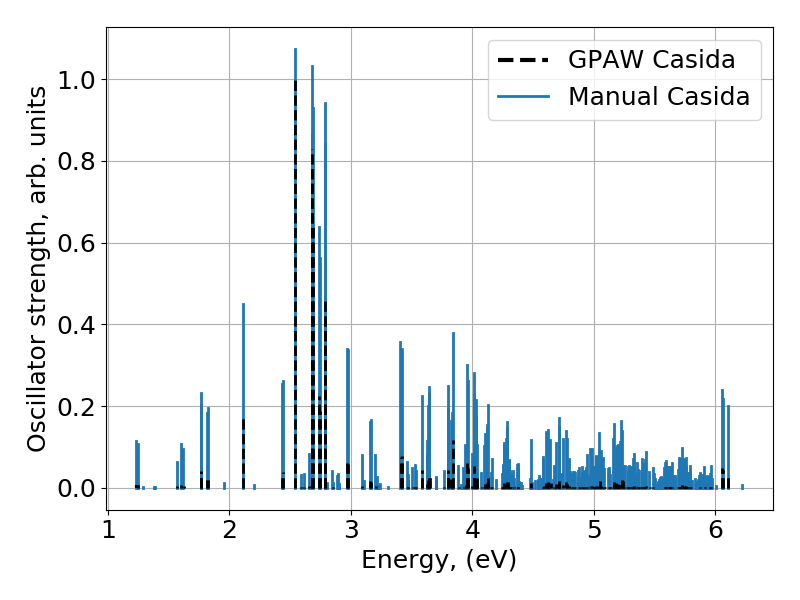 GPAW Casida
Manual Casida
Oscillator strength, arb. units
1.0
0.8
0.6
0.4
0.2
0.0
1 2 3 4 5 6
Energy, (eV)